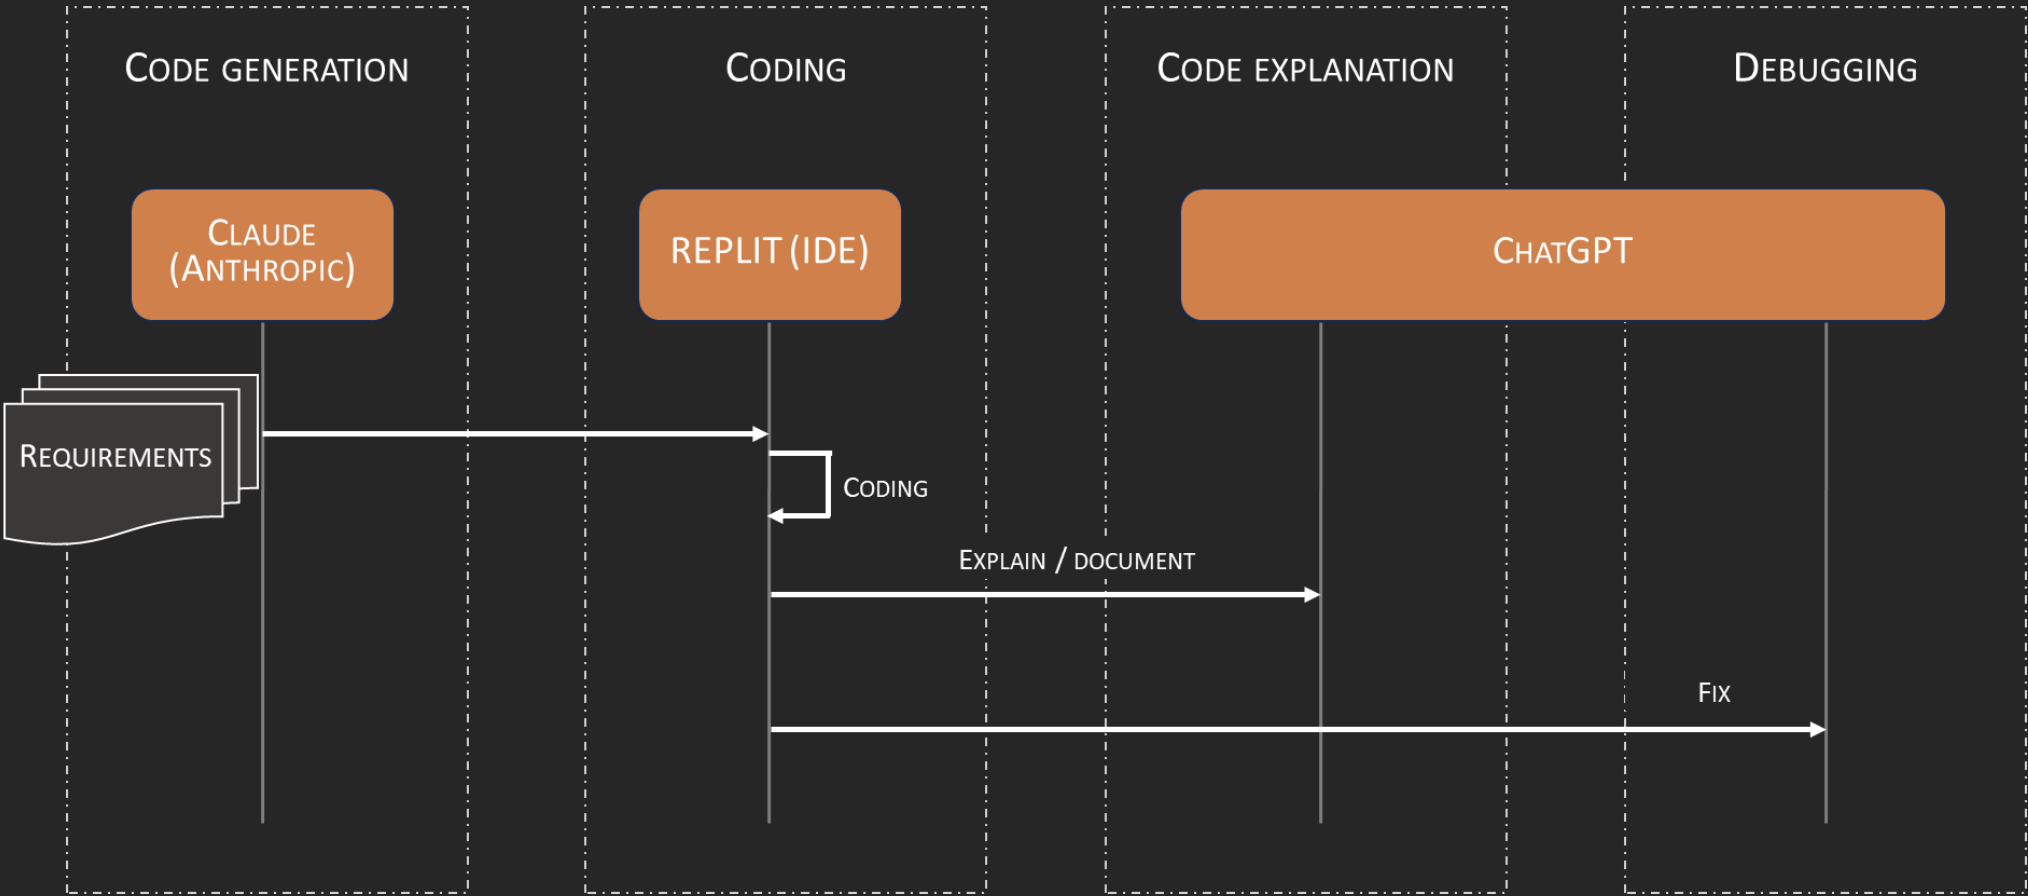 Code generation
Coding
Code explanation
Debugging
Claude
(Anthropic)
REPLIT (IDE)
ChatGPT
Requirements
Coding
Explain / document
Fix